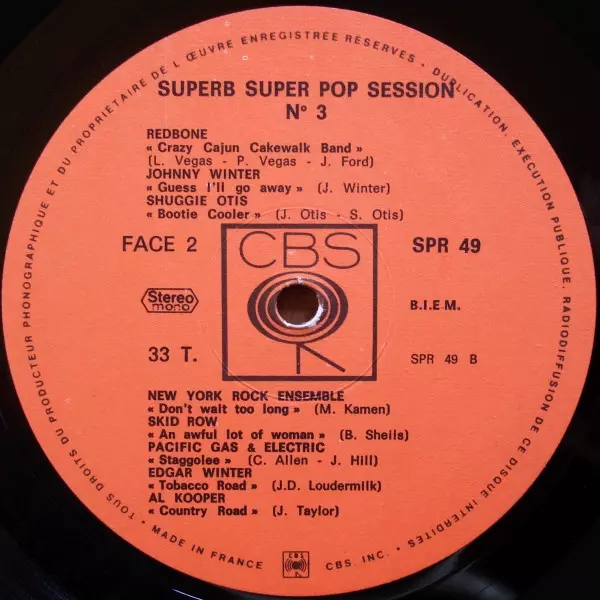 • TOUS DROITS DU PRODUCTEUR PHONOGRAPHIQUE ET DU PROPRIETAIRE DE L'ŒUVRE ENREGISTREE RESERVES • DUPLICATION, EXÉCUTION PUBLIQUE, RADIODIFFUSION DE CE DISQUE INTERDITES •
SUPERB SUPER POP SESSION
N° 3
REDBONE
« Crazy Cajun Cakewalk Band »
(L. Vegas - P. Vegas - J. Ford)
JOHNNY WINTER
« Guess I'll go away » (J. Winter)
SHUGGIE OTIS
« Bootie Cooler » (J. Otis - S. Otis)
FACE 2
CBS
SPR 49
Stereo
mono
B.I.E.M.
33 T.
SPR 49 B
NEW YORK ROCK ENSEMBLE
« Don't wait too long » (M. Kamen)
SKID ROW
« An awful lot of woman » (B. Sheils)
PACIFIC GAS & ELECTRIC
« Staggolee » (C. Allen - J. Hill)
EDGAR WINTER
« Tobacco Road » (J.D. Loudermilk)
AL KOOPER
« Country Road » (J. Taylor)
• MADE IN FRANCE
CBS
CBS. INC. •